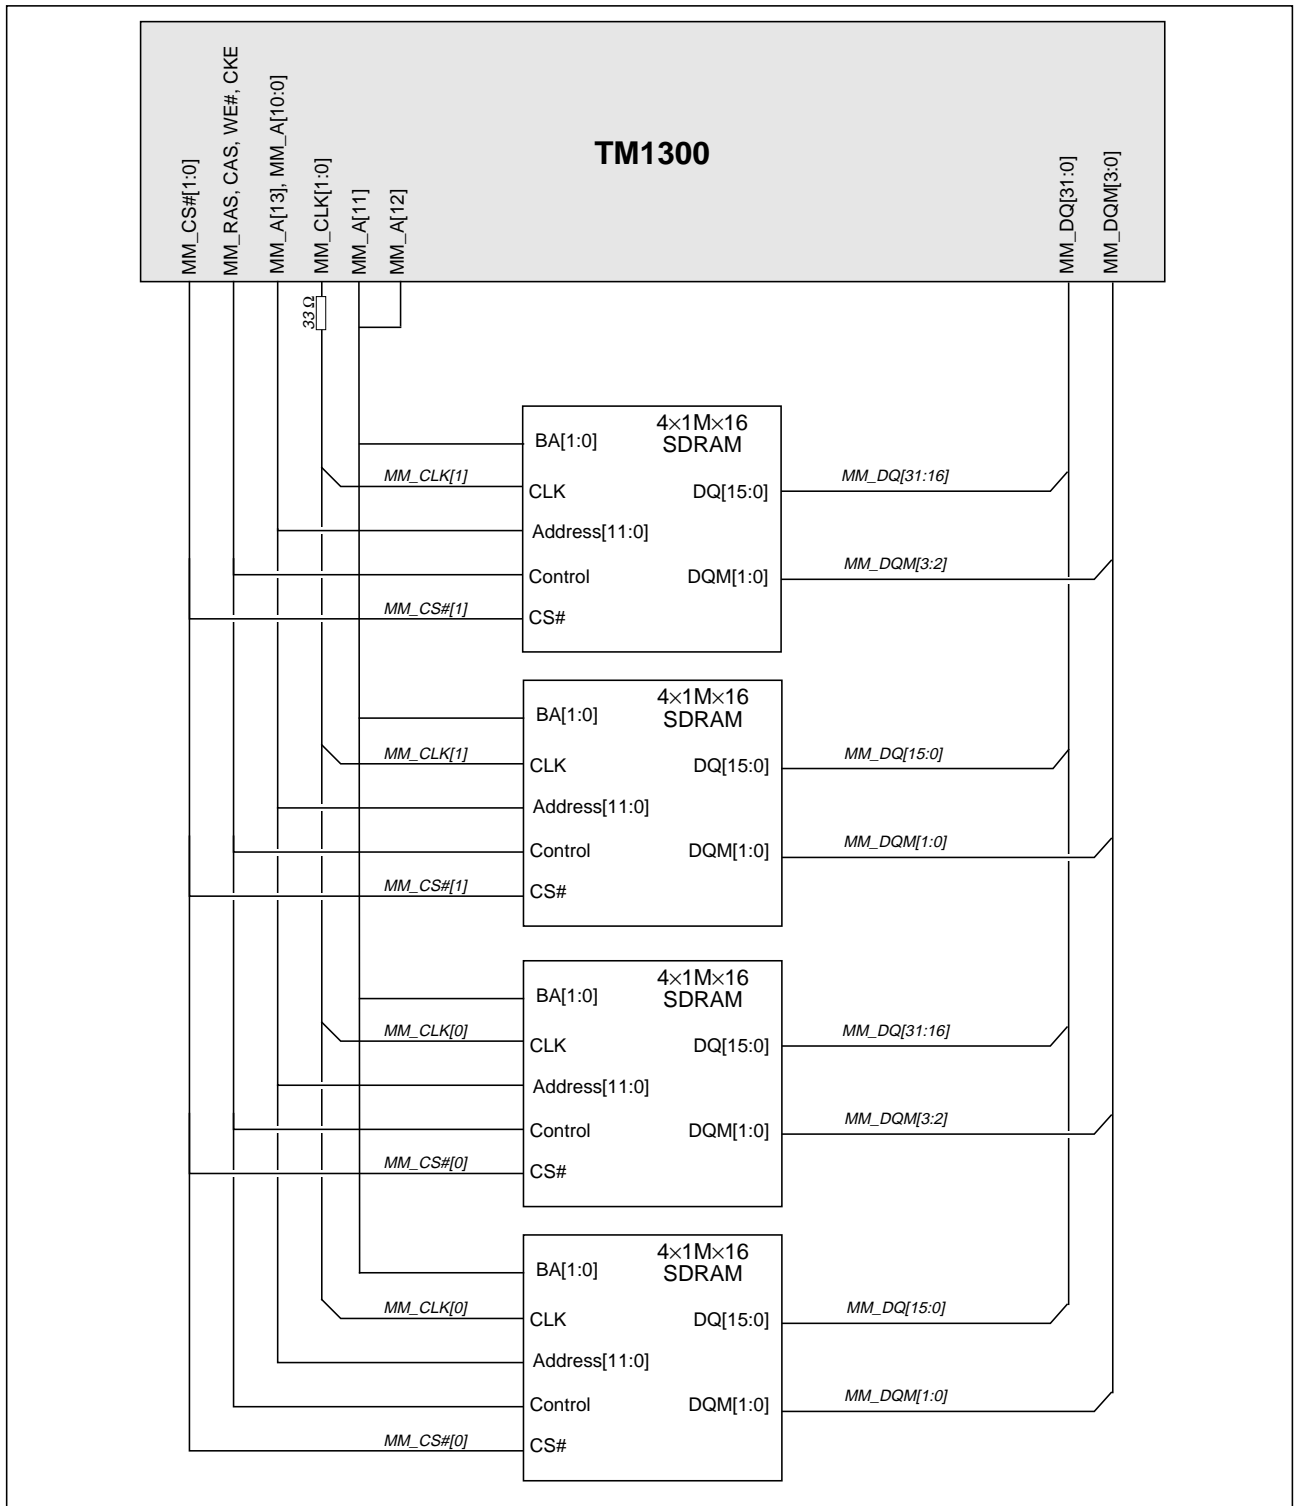 TM1300
MM_CS#[1:0]
MM_RAS, CAS, WE#, CKE
MM_A[13], MM_A[10:0]
MM_CLK[1:0]
MM_A[11]
MM_A[12]
MM_DQ[31:0]
MM_DQM[3:0]
33 Ω
4×1M×16
SDRAM
BA[1:0]
MM_CLK[1]
CLK
DQ[15:0]
MM_DQ[31:16]
Address[11:0]
Control
DQM[1:0]
MM_DQM[3:2]
MM_CS#[1]
CS#
4×1M×16
SDRAM
BA[1:0]
MM_CLK[1]
CLK
DQ[15:0]
MM_DQ[15:0]
Address[11:0]
Control
DQM[1:0]
MM_DQM[1:0]
MM_CS#[1]
CS#
4×1M×16
SDRAM
BA[1:0]
MM_CLK[0]
CLK
DQ[15:0]
MM_DQ[31:16]
Address[11:0]
Control
DQM[1:0]
MM_DQM[3:2]
MM_CS#[0]
CS#
4×1M×16
SDRAM
BA[1:0]
MM_CLK[0]
CLK
DQ[15:0]
MM_DQ[15:0]
Address[11:0]
Control
DQM[1:0]
MM_DQM[1:0]
MM_CS#[0]
CS#